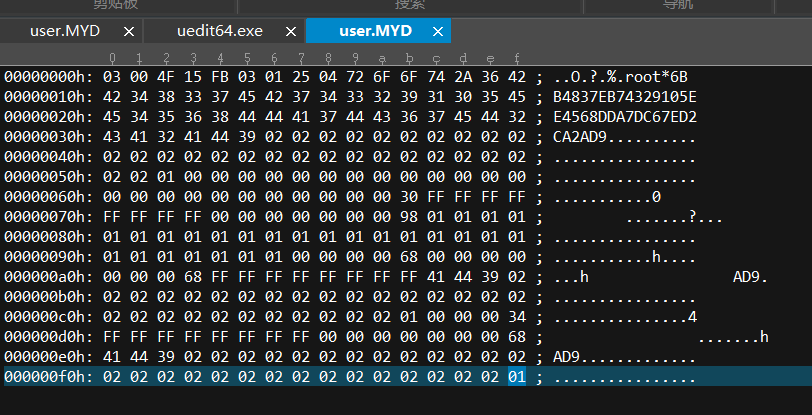 剪贴板 搜索 导航
user.MYD × uedit64.exe × user.MYD ×
0 1 2 3 4 5 6 7 8 9 a b c d e f
00000000h: 03 00 4F 15 FB 03 01 25 04 72 6F 6F 74 2A 36 42 ; ..O.?.%.root*6B
00000010h: 42 34 38 33 37 45 42 37 34 33 32 39 31 30 35 45 ; B4837EB74329105E
00000020h: 45 34 35 36 38 44 44 41 37 44 43 36 37 45 44 32 ; E4568DDA7DC67ED2
00000030h: 43 41 32 41 44 39 02 02 02 02 02 02 02 02 02 02 ; CA2AD9..........
00000040h: 02 02 02 02 02 02 02 02 02 02 02 02 02 02 02 02 ; ................
00000050h: 02 02 01 00 00 00 00 00 00 00 00 00 00 00 00 00 ; ................
00000060h: 00 00 00 00 00 00 00 00 00 00 00 30 FF FF FF FF ; ...........0
00000070h: FF FF FF FF 00 00 00 00 00 00 00 98 01 01 01 01 ; .......?...
00000080h: 01 01 01 01 01 01 01 01 01 01 01 01 01 01 01 01 ; ................
00000090h: 01 01 01 01 01 01 01 00 00 00 00 68 00 00 00 00 ; ...........h....
000000a0h: 00 00 00 68 FF FF FF FF FF FF FF FF 41 44 39 02 ; ...h AD9.
000000b0h: 02 02 02 02 02 02 02 02 02 02 02 02 02 02 02 02 ; ................
000000c0h: 02 02 02 02 02 02 02 02 02 02 02 01 00 00 00 34 ; ...............4
000000d0h: FF FF FF FF FF FF FF FF 00 00 00 00 00 00 00 68 ; .......h
000000e0h: 41 44 39 02 02 02 02 02 02 02 02 02 02 02 02 02 ; AD9.............
000000f0h: 02 02 02 02 02 02 02 02 02 02 02 02 02 02 02 01 ; ................